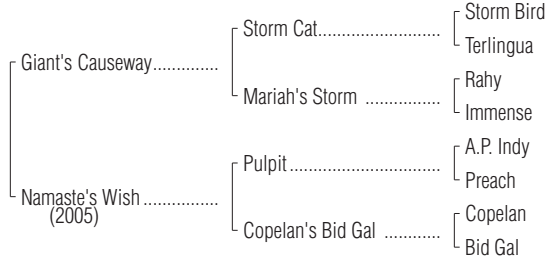 Storm Bird
Storm Cat..........................
Terlingua
Giant's Causeway..............
Rahy
Mariah's Storm ................
Immense
A.P. Indy
Pulpit................................
Preach
Namaste's Wish ................
(2005)
Copelan
Copelan's Bid Gal ............
Bid Gal